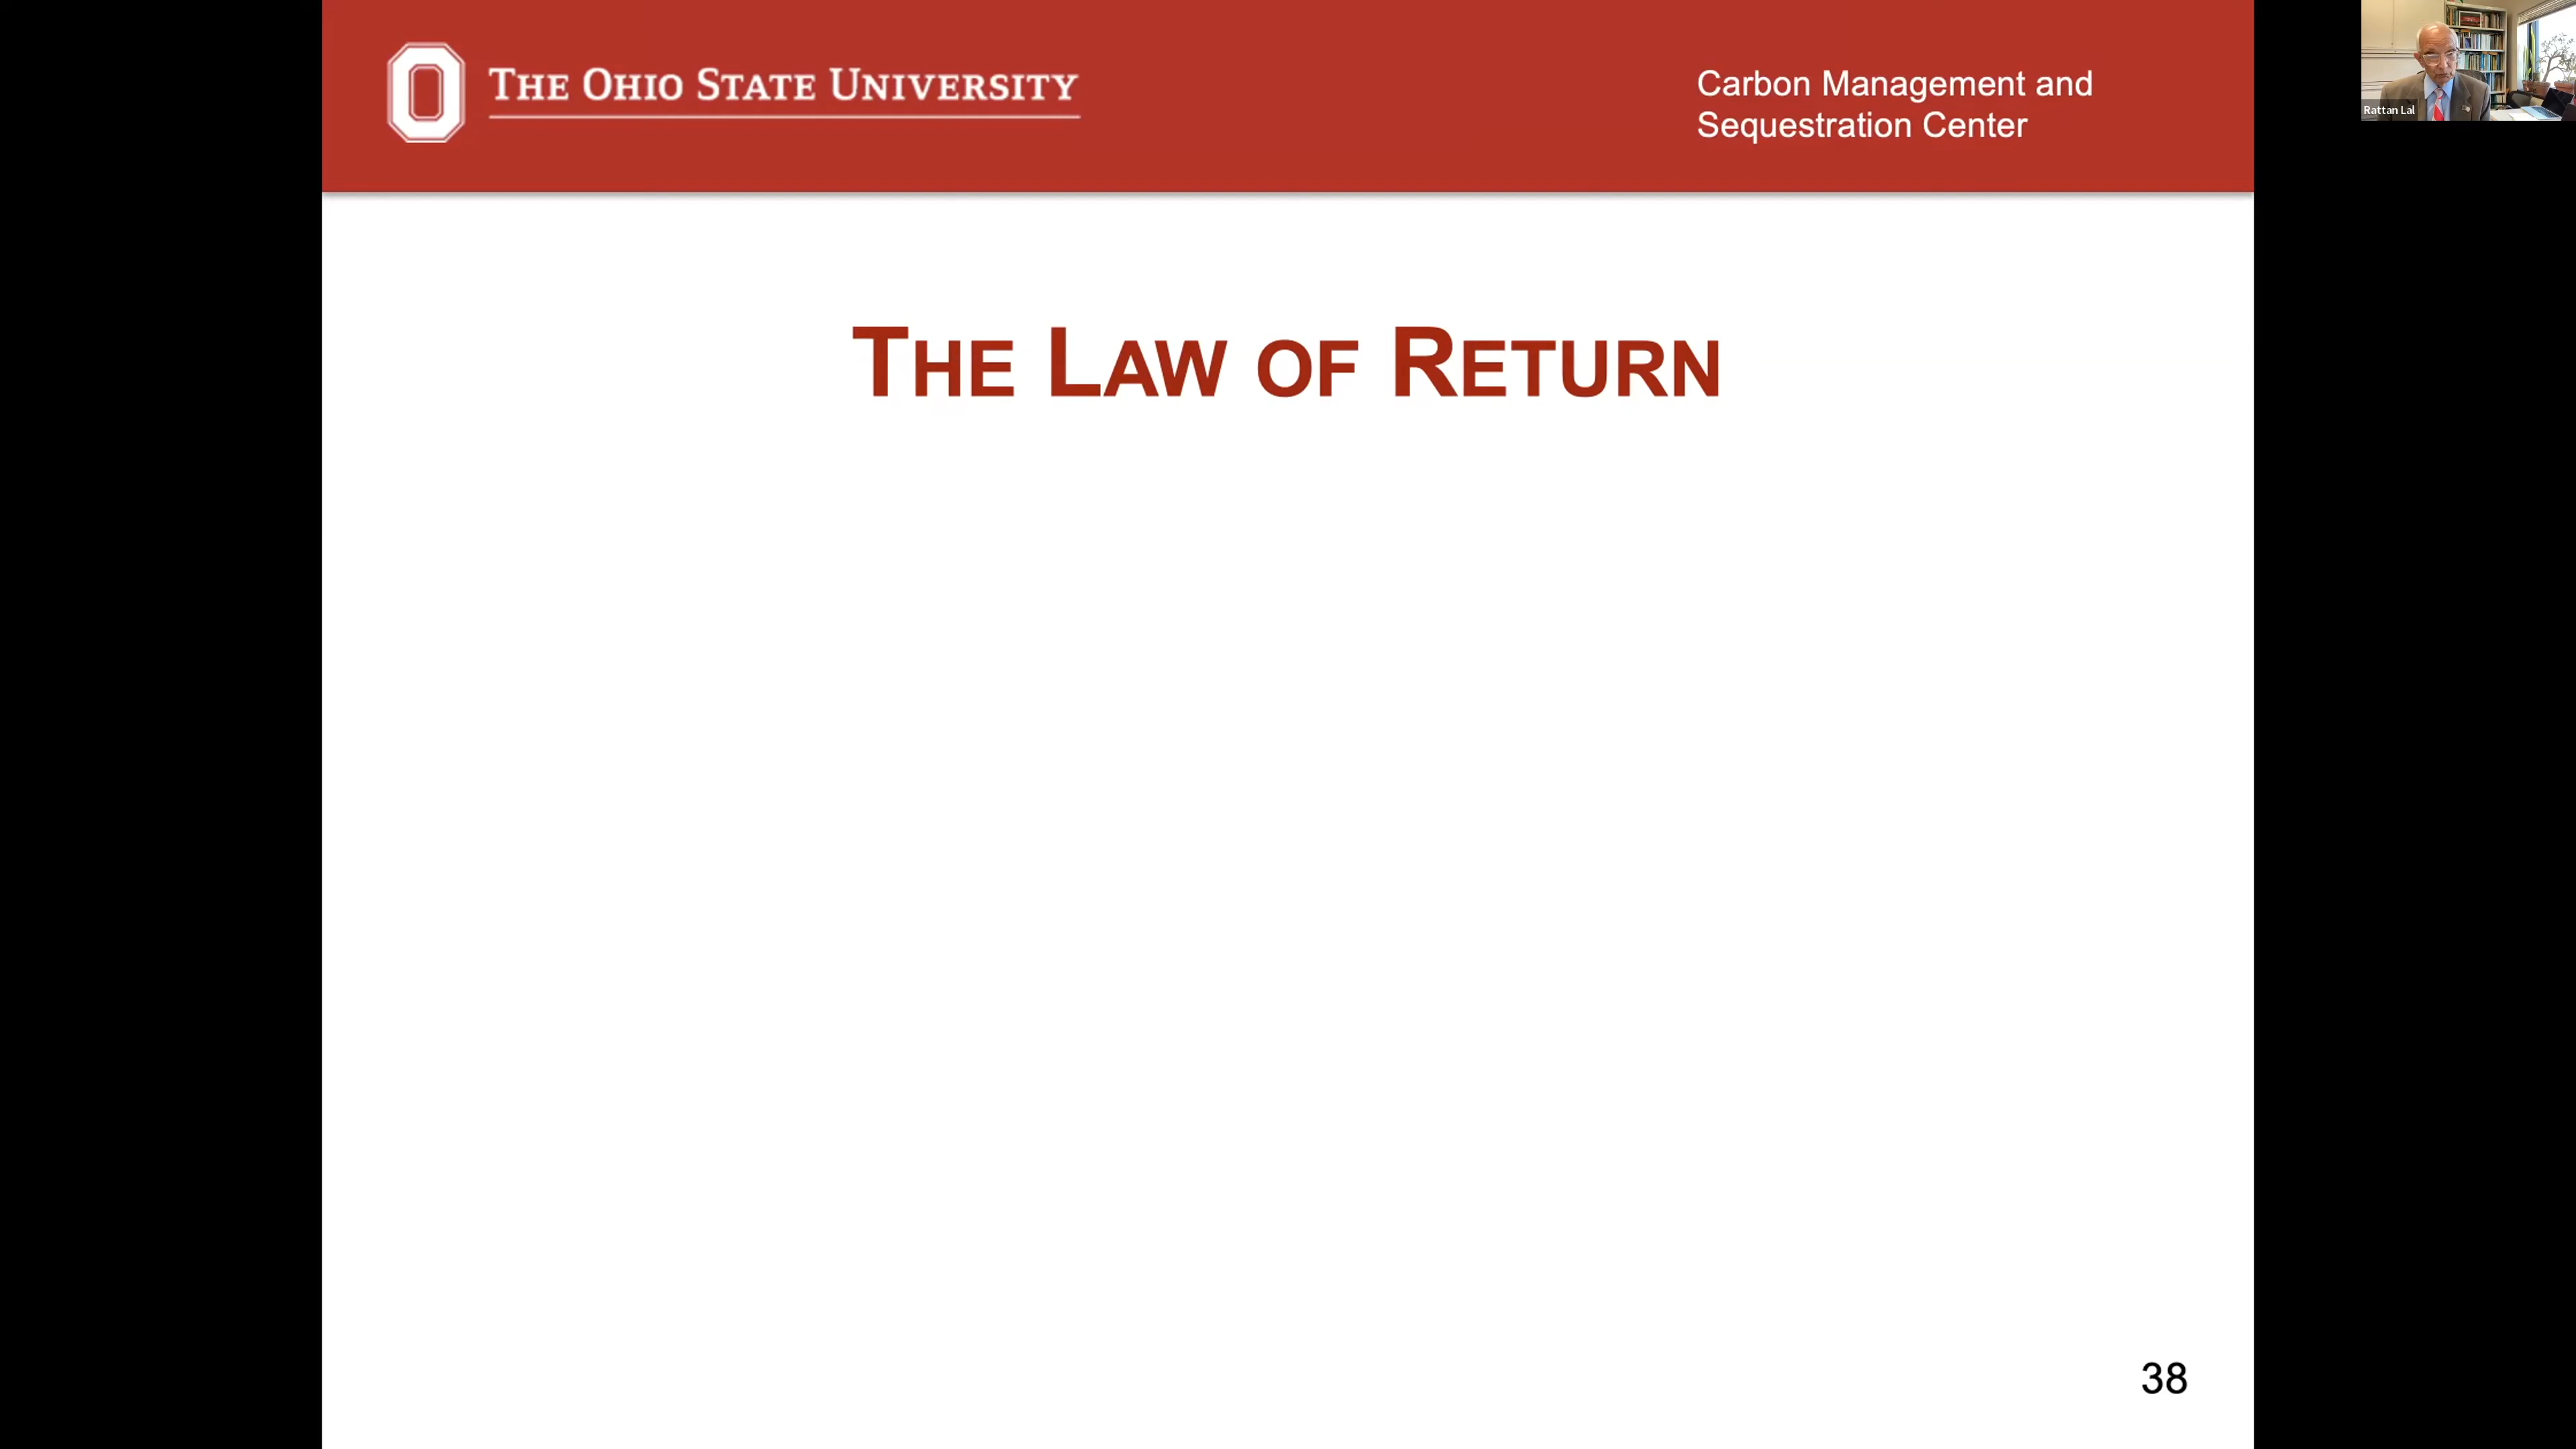 THE OHIO STATE UNIVERSITY
Carbon Management and
Sequestration Center
Rattan Lal
THE LAW OF RETURN
38